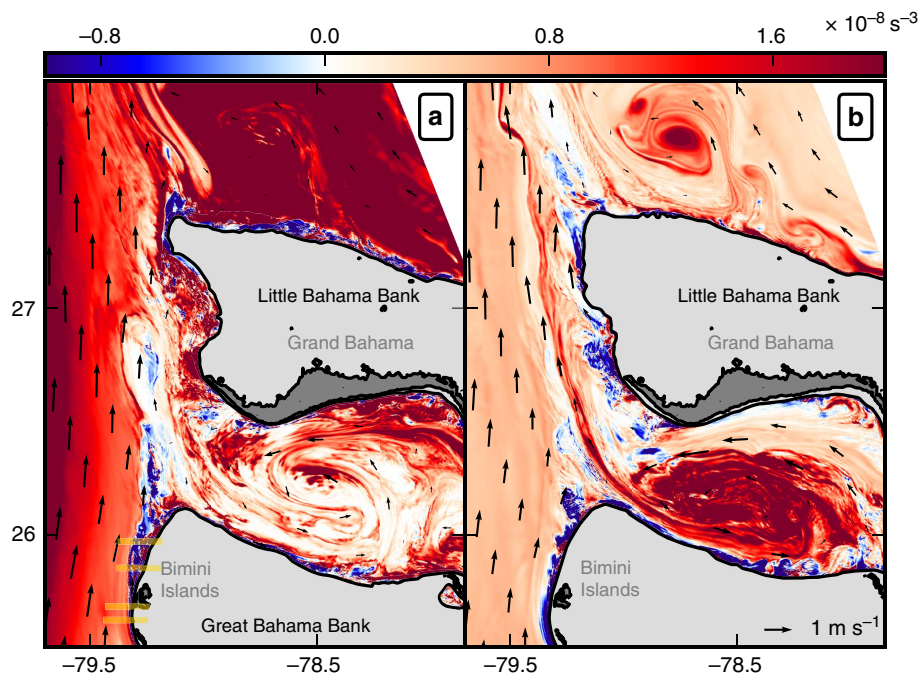 × 10⁻⁸ s⁻³
−0.8 0.0 0.8 1.6
a b
27
Little Bahama Bank Little Bahama Bank
Grand Bahama Grand Bahama
26
Bimini Bimini
Islands Islands
Great Bahama Bank 1 m s⁻¹
−79.5 −78.5 −79.5 −78.5